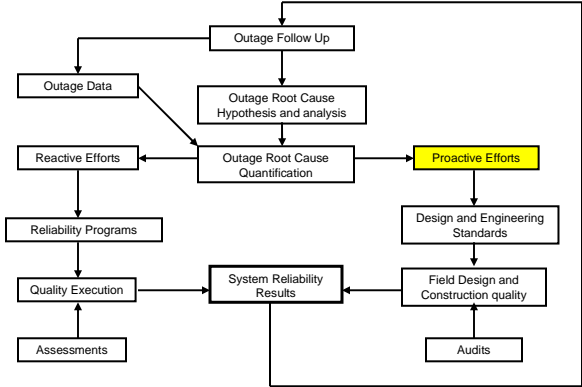 Outage Follow Up
Outage Data
Outage Root Cause
Hypothesis and analysis
Reactive Efforts
Outage Root Cause
Quantification
Proactive Efforts
Reliability Programs
Design and Engineering
Standards
Quality Execution
System Reliability
Results
Field Design and
Construction quality
Assessments
Audits